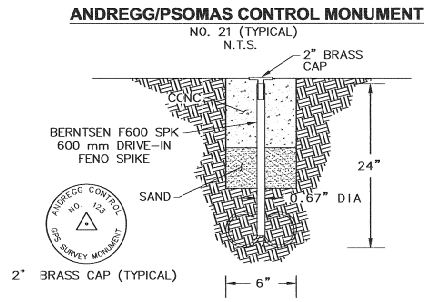 ANDREGG/PSOMAS CONTROL MONUMENT
NO. 21 (TYPICAL)
N.T.S.
2" BRASS
CAP
CONC.
BERNTSEN F600 SPK
600 mm DRIVE-IN
FENO SPIKE
24"
SAND
0.67" DIA
ANDREGG CONTROL
NO. 123
GPS SURVEY MONUMENT
2" BRASS CAP (TYPICAL)
6"